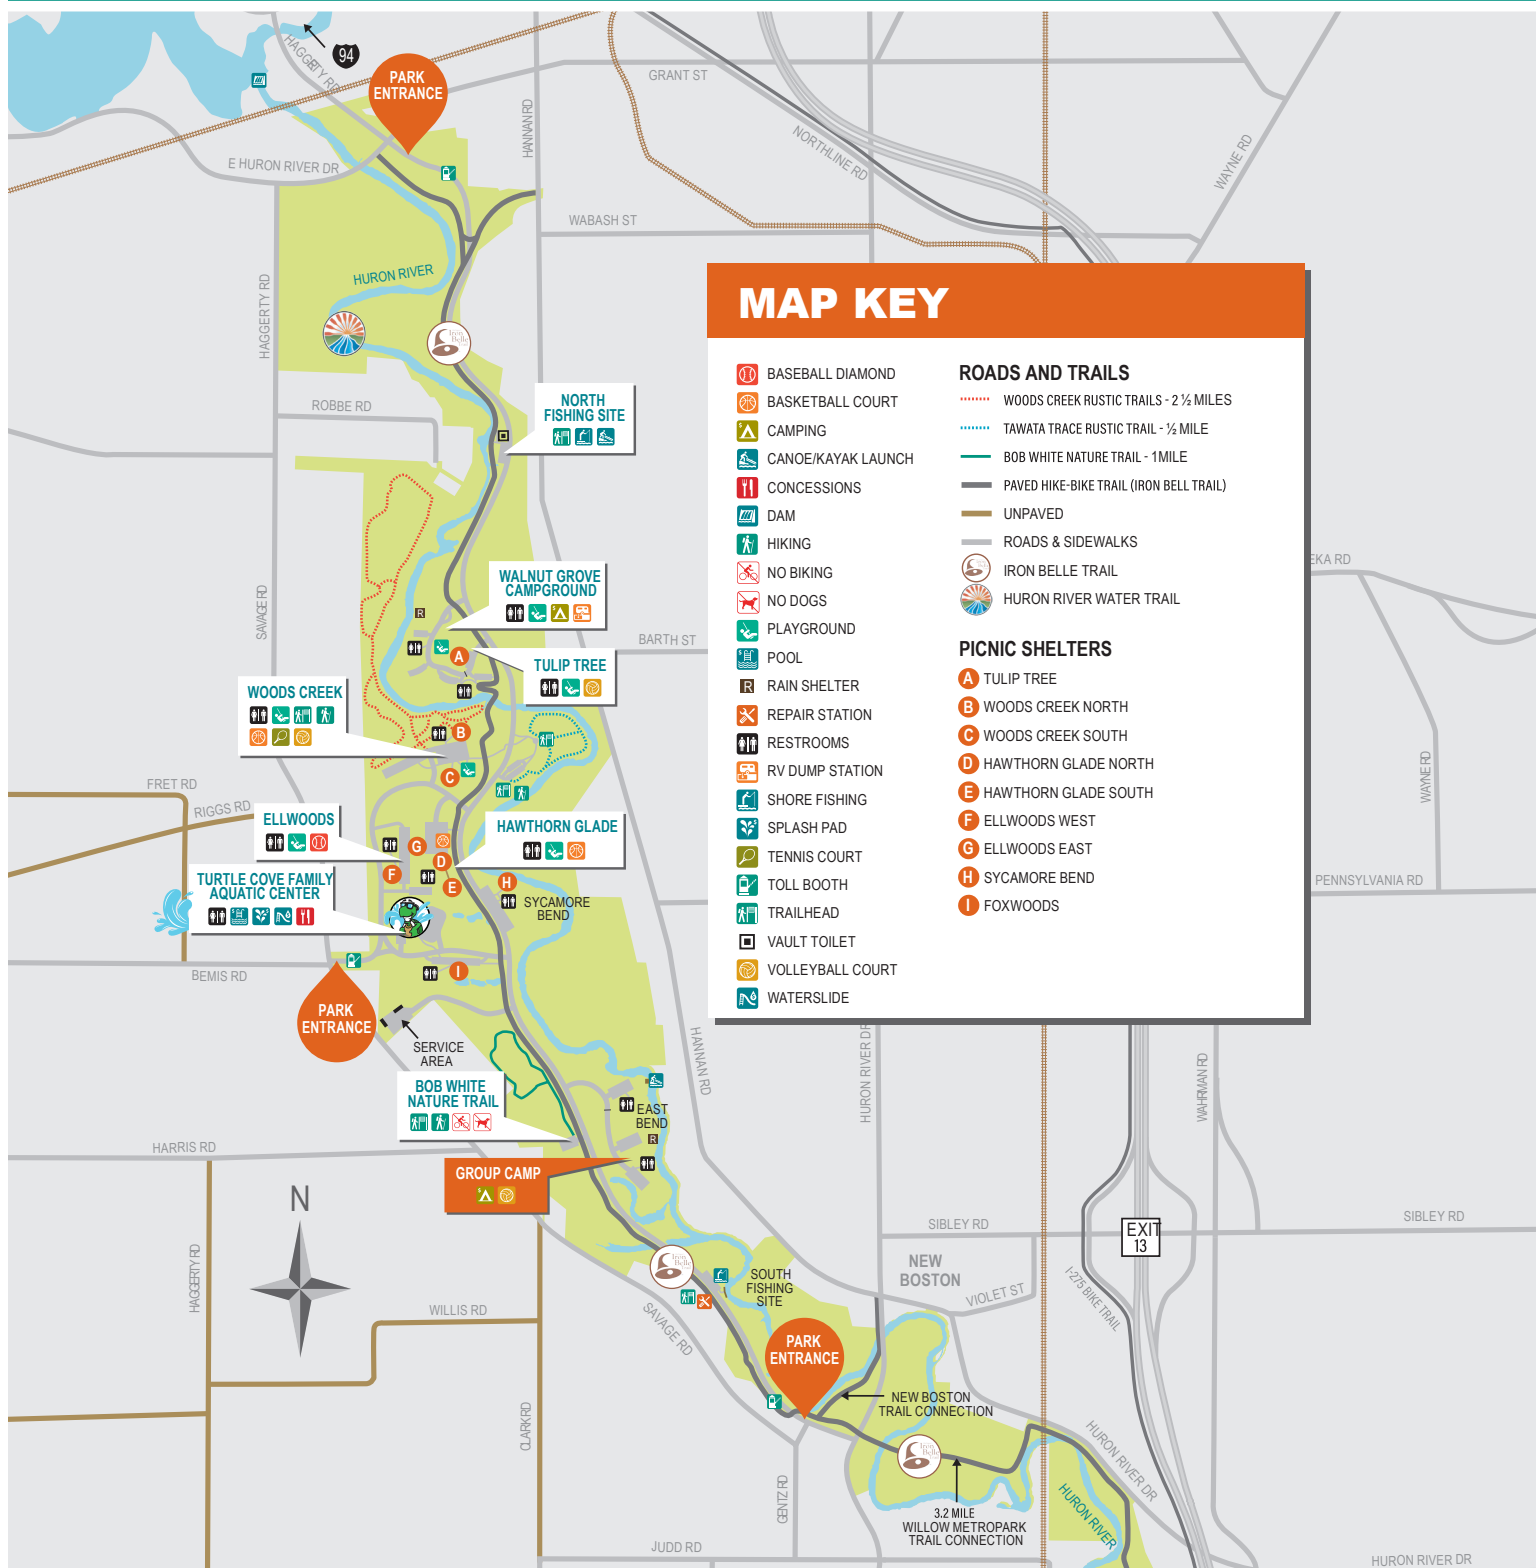 94
HAGGERTY RD
PARK
ENTRANCE
GRANT ST
HANNAN RD
NORTHLINE RD
WAYNE RD
E HURON RIVER DR
WABASH ST
HURON RIVER
HAGGERTY RD
Iron
Belle
ROBBE RD
NORTH
FISHING SITE
MAP KEY
BASEBALL DIAMOND
BASKETBALL COURT
CAMPING
CANOE/KAYAK LAUNCH
CONCESSIONS
DAM
HIKING
NO BIKING
NO DOGS
PLAYGROUND
POOL
R RAIN SHELTER
REPAIR STATION
RESTROOMS
RV DUMP STATION
SHORE FISHING
SPLASH PAD
TENNIS COURT
TOLL BOOTH
TRAILHEAD
VAULT TOILET
VOLLEYBALL COURT
WATERSLIDE
ROADS AND TRAILS
WOODS CREEK RUSTIC TRAILS - 2 ½ MILES
TAWATA TRACE RUSTIC TRAIL - ½ MILE
BOB WHITE NATURE TRAIL - 1MILE
PAVED HIKE-BIKE TRAIL (IRON BELL TRAIL)
UNPAVED
ROADS & SIDEWALKS
IRON BELLE TRAIL
HURON RIVER WATER TRAIL
PICNIC SHELTERS
A TULIP TREE
B WOODS CREEK NORTH
C WOODS CREEK SOUTH
D HAWTHORN GLADE NORTH
E HAWTHORN GLADE SOUTH
F ELLWOODS WEST
G ELLWOODS EAST
H SYCAMORE BEND
I FOXWOODS
EKA RD
SAVAGE RD
WALNUT GROVE
CAMPGROUND
R
BARTH ST
A
TULIP TREE
WOODS CREEK
B
C
WAYNE RD
FRET RD
RIGGS RD
ELLWOODS
HAWTHORN GLADE
G
D
F
E
H
TURTLE COVE FAMILY
AQUATIC CENTER
SYCAMORE
BEND
PENNSYLVANIA RD
BEMIS RD
I
PARK
ENTRANCE
SERVICE
AREA
HANNAN RD
HURON RIVER DR
WAHRMAN RD
BOB WHITE
NATURE TRAIL
EAST
BEND
R
HARRIS RD
GROUP CAMP
N
SIBLEY RD
SIBLEY RD
EXIT
13
NEW
BOSTON
HAGGERTY RD
Iron
Belle
SOUTH
FISHING
SITE
VIOLET ST
I-275 BIKE TRAIL
WILLIS RD
SAVAGE RD
PARK
ENTRANCE
NEW BOSTON
TRAIL CONNECTION
CLARK RD
Iron
Belle
HURON RIVER DR
GENTZ RD
HURON RIVER
3.2 MILE
WILLOW METROPARK
TRAIL CONNECTION
JUDD RD
HURON RIVER DR